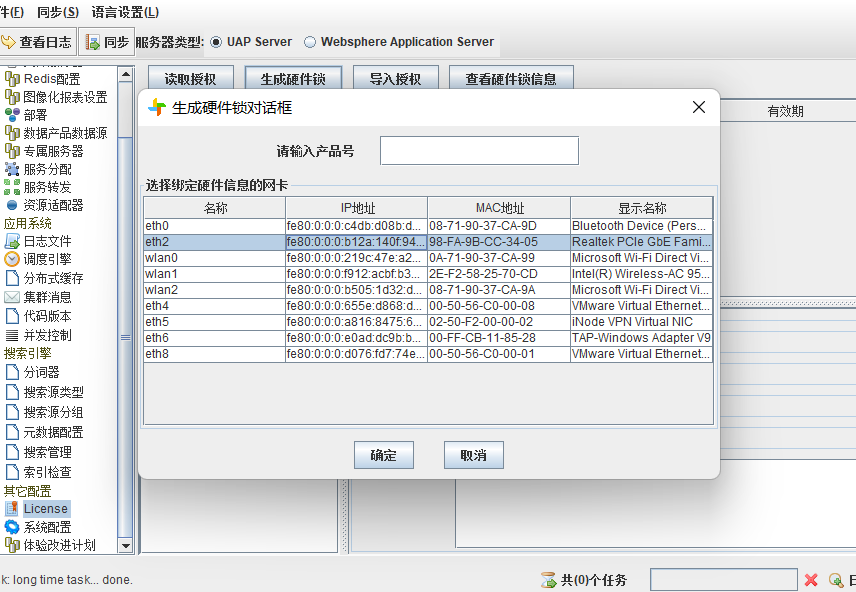 件(F) 同步(S) 语言设置(L)
查看日志 同步 服务器类型: UAP Server Websphere Application Server
Redis配置
图像化报表设置
部署
数据产品数据源
专属服务器
服务分配
服务转发
资源适配器
应用系统
日志文件
调度引擎
分布式缓存
集群消息
代码版本
并发控制
搜索引擎
分词器
搜索源类型
搜索源分组
元数据配置
搜索管理
索引检查
其它配置
License
系统配置
体验改进计划
读取授权 生成硬件锁 导入授权 查看硬件锁信息
有效期
生成硬件锁对话框
请输入产品号
选择绑定硬件信息的网卡
名称 IP地址 MAC地址 显示名称
eth0 fe80:0:0:0:c4db:d08b:d... 08-71-90-37-CA-9D Bluetooth Device (Pers...
eth2 fe80:0:0:0:b12a:140f:94... 98-FA-9B-CC-34-05 Realtek PCIe GbE Fami...
wlan0 fe80:0:0:0:219c:47e:a2... 0A-71-90-37-CA-99 Microsoft Wi-Fi Direct Vi...
wlan1 fe80:0:0:0:f912:acbf:b3... 2E-F2-58-25-70-CD Intel(R) Wireless-AC 95...
wlan2 fe80:0:0:0:b505:1d32:d... 08-71-90-37-CA-9A Microsoft Wi-Fi Direct Vi...
eth4 fe80:0:0:0:655e:d868:d... 00-50-56-C0-00-08 VMware Virtual Ethernet...
eth5 fe80:0:0:0:a816:8475:6... 02-50-F2-00-00-02 iNode VPN Virtual NIC
eth6 fe80:0:0:0:e0ad:dc9b:b... 00-FF-CB-11-85-28 TAP-Windows Adapter V9
eth8 fe80:0:0:0:d076:fd7:74e... 00-50-56-C0-00-01 VMware Virtual Ethernet...
确定 取消
k: long time task... done.
共(0)个任务